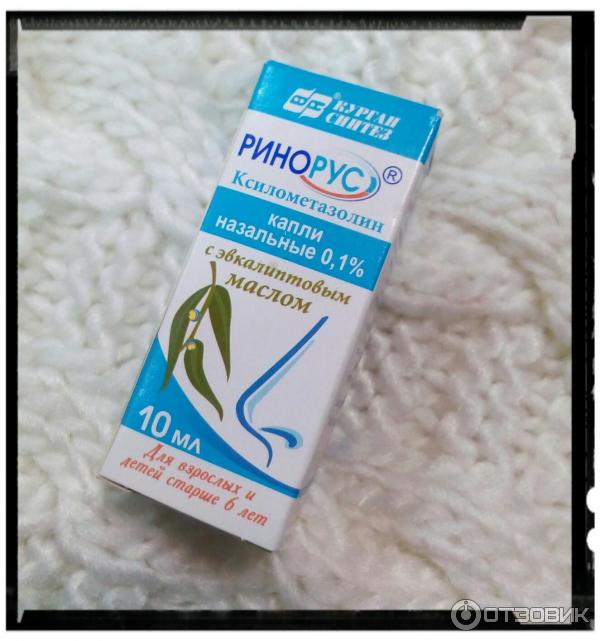 КУРГАН
СИНТЕЗ
РИНОРУС®
Ксилометазолин
капли
назальные 0,1%
с эвкалиптовым
маслом
10 мл
Для взрослых и
детей старше 6 лет
ОТЗОВИК